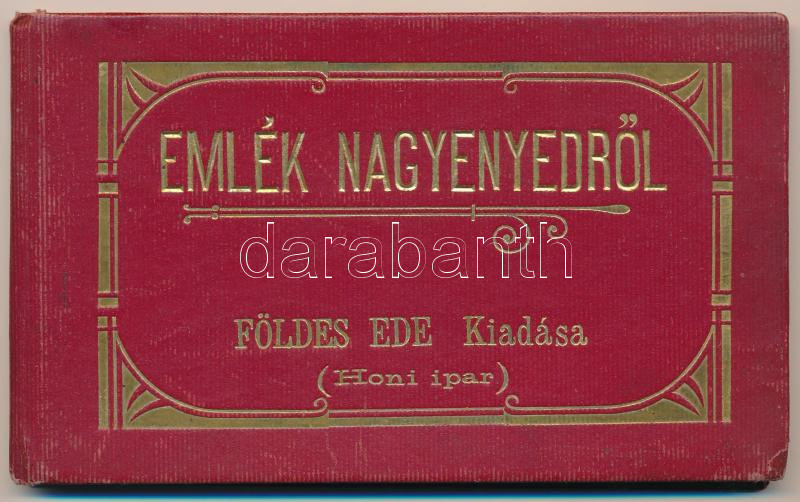 EMLÉK NAGYENYEDRŐL
darabanth
FÖLDES EDE Kiadása
(Honi ipar)